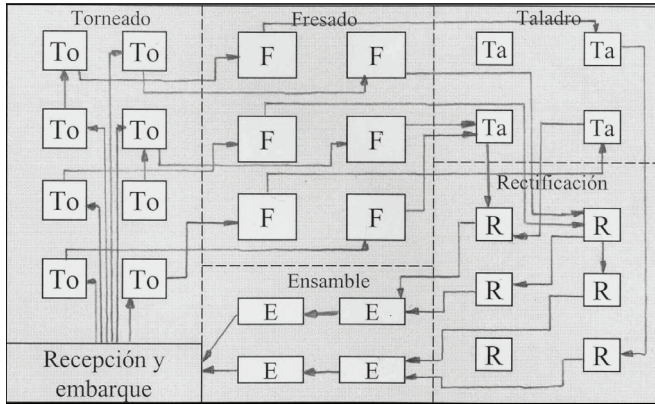 Torneado
Fresado
Taladro
To To F F Ta Ta
To To F F Ta Ta
Rectificación
To To F F R R
Ensamble
To To E E R R
E E R R
Recepción y
embarque